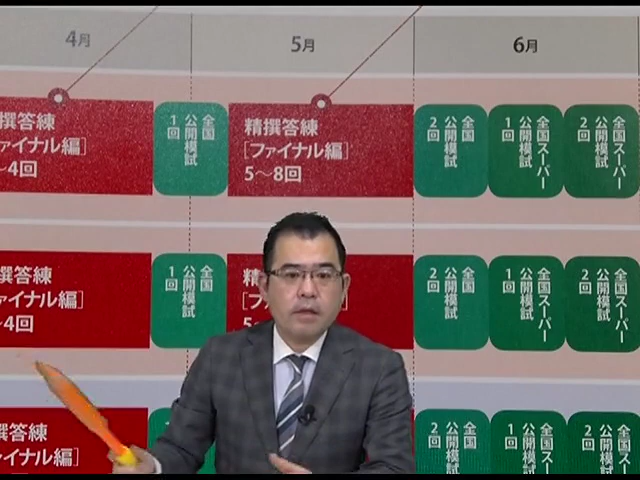 4月
5月
6月
撰答練
ファイナル編]
~4回
全国
公開模試
1回
精撰答練
[ファイナル編]
5~8回
全国
公開模試
2回
全国スーパー
公開模試
1回
全国スーパー
公開模試
2回
撰答練
ァイナル編]
~4回
全国
公開模試
1回
精
[フ
5
全国
公開模試
2回
全国スーパー
公開模試
1回
全国スーパー
公開模試
2回
撰答練
ァイナル編]
全国
公開模試
2回
全国スーパー
公開模試
1回
全国スーパー
公開模試
2回